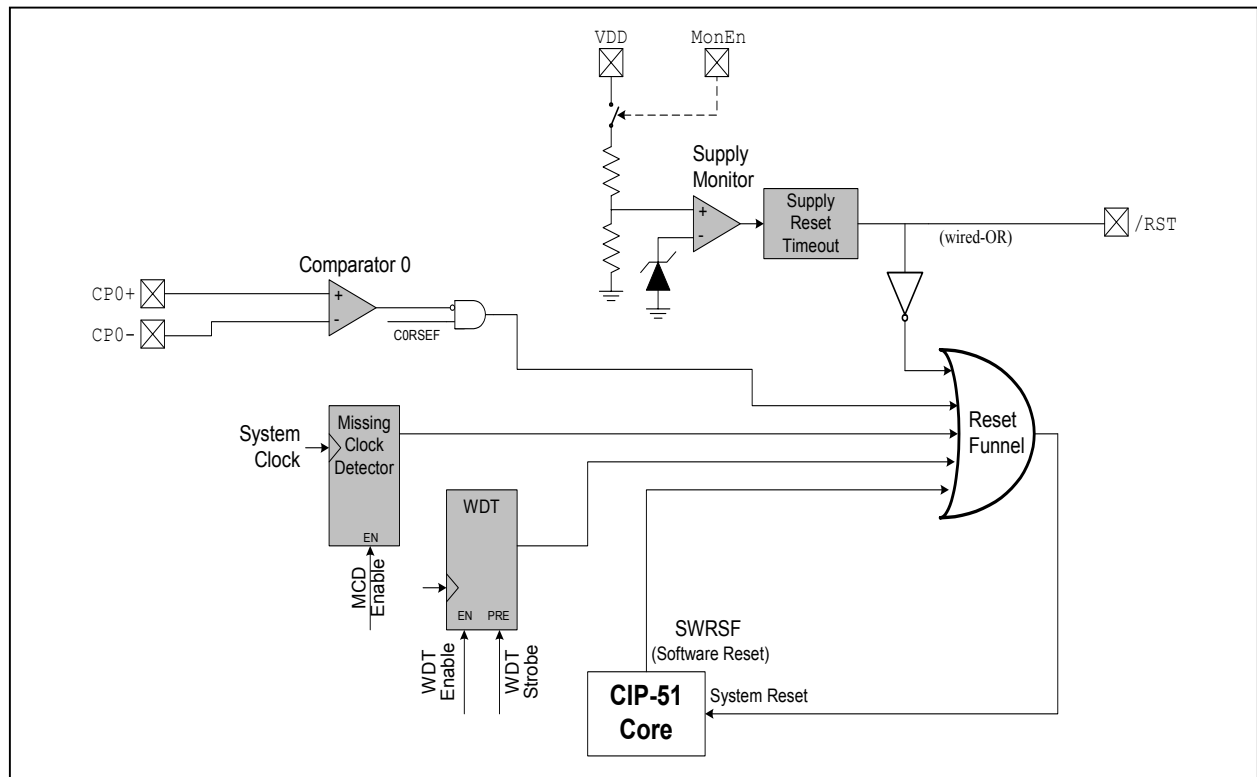 VDD
MonEn
Supply
Monitor
+
-
Supply
Reset
Timeout
(wired-OR)
/RST
Comparator 0
CP0+
CP0-
+
-
C0RSEF
Reset
Funnel
System
Clock
Missing
Clock
Detector
EN
MCD
Enable
WDT
EN
PRE
WDT
Enable
WDT
Strobe
SWRSF
(Software Reset)
CIP-51
Core
System Reset